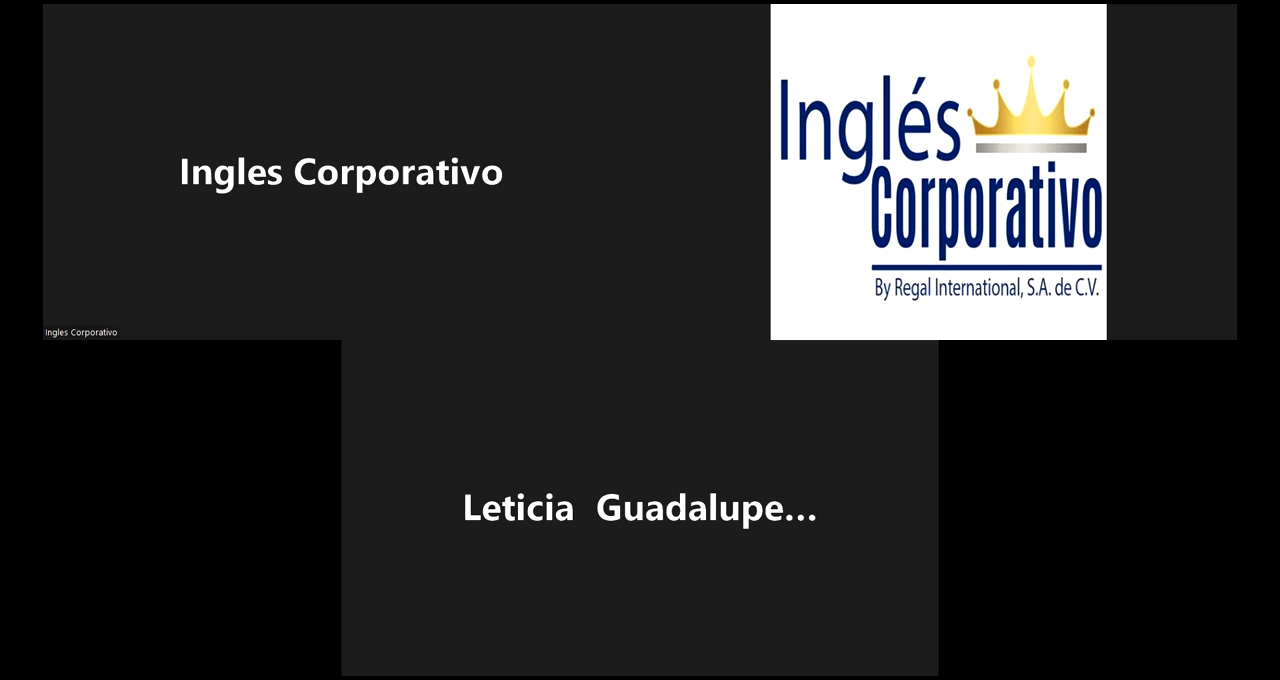 Ingles Corporativo
Ingles Corporativo
Inglés
Corporativo
By Regal International, S.A. de C.V.
Leticia  Guadalupe...